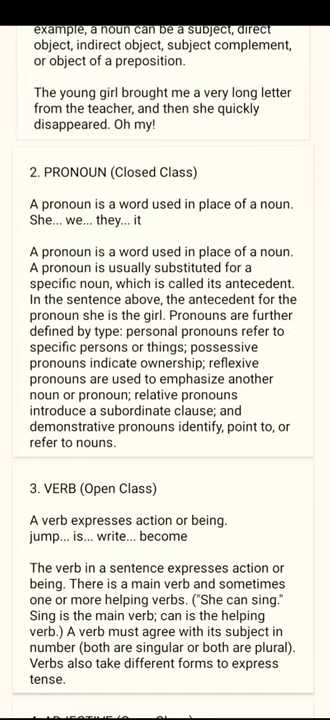 example, a noun can be a subject, direct
object, indirect object, subject complement,
or object of a preposition.
The young girl brought me a very long letter
from the teacher, and then she quickly
disappeared. Oh my!
2. PRONOUN (Closed Class)
A pronoun is a word used in place of a noun.
She... we... they... it
A pronoun is a word used in place of a noun.
A pronoun is usually substituted for a
specific noun, which is called its antecedent.
In the sentence above, the antecedent for the
pronoun she is the girl. Pronouns are further
defined by type: personal pronouns refer to
specific persons or things; possessive
pronouns indicate ownership; reflexive
pronouns are used to emphasize another
noun or pronoun; relative pronouns
introduce a subordinate clause; and
demonstrative pronouns identify, point to, or
refer to nouns.
3. VERB (Open Class)
A verb expresses action or being.
jump... is... write... become
The verb in a sentence expresses action or
being. There is a main verb and sometimes
one or more helping verbs. ("She can sing."
Sing is the main verb; can is the helping
verb.) A verb must agree with its subject in
number (both are singular or both are plural).
Verbs also take different forms to express
tense.
4. ADJECTIVE (Open Class)